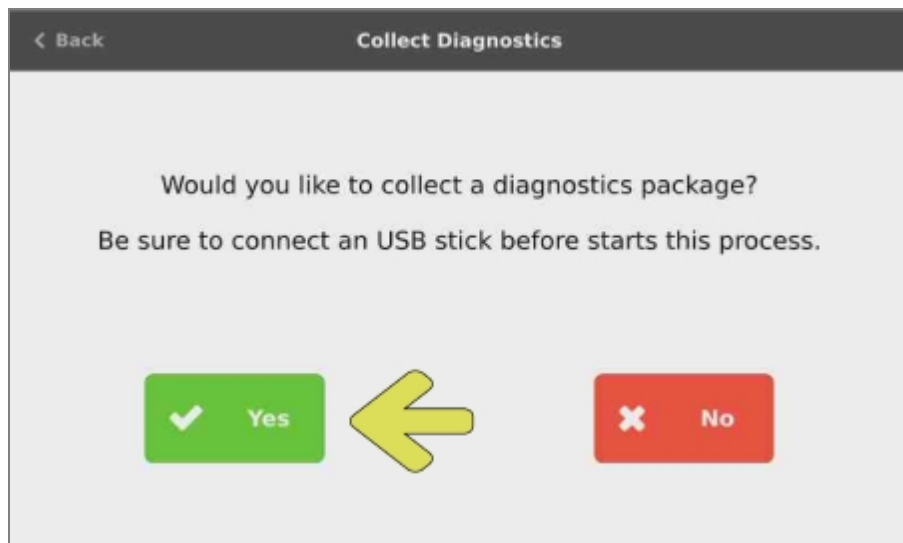 Back
Collect Diagnostics
Would you like to collect a diagnostics package?
Be sure to connect an USB stick before starts this process.
Yes
No